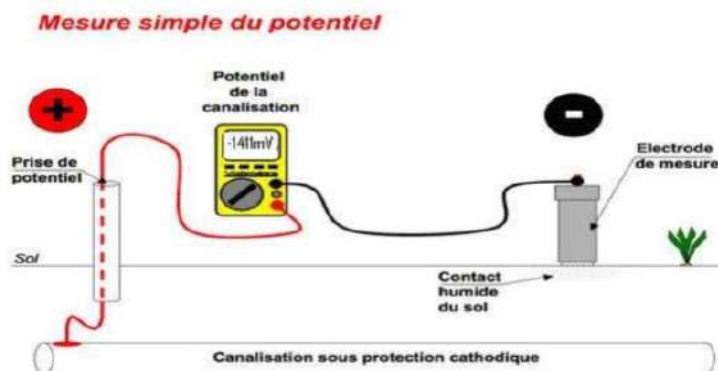 Mesure simple du potentiel
Potentiel
de la
canalisation
+
-
-1411mV
Prise de
potentiel
Electrode
de mesure
Sol
Contact
humide
du sol
Canalisation sous protection cathodique